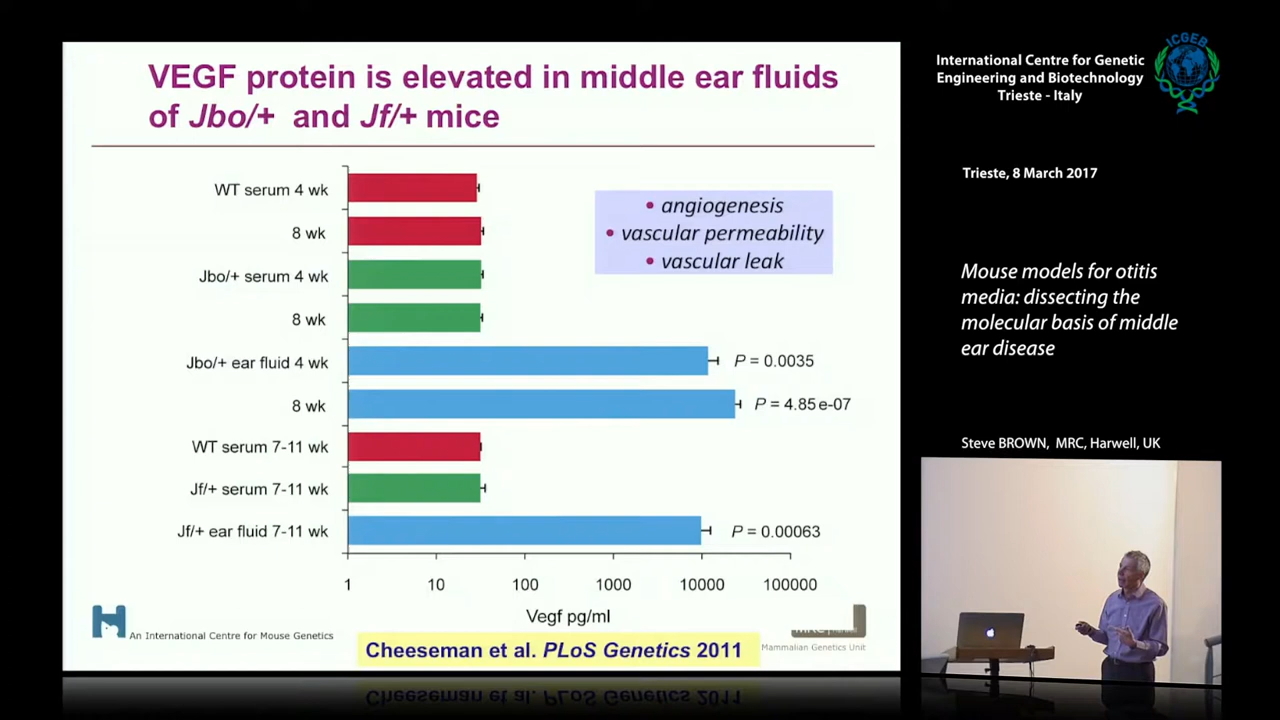 VEGF protein is elevated in middle ear fluids
of Jbo/+ and Jf/+ mice
WT serum 4 wk
8 wk
Jbo/+ serum 4 wk
8 wk
Jbo/+ ear fluid 4 wk
8 wk
WT serum 7-11 wk
Jf/+ serum 7-11 wk
Jf/+ ear fluid 7-11 wk
• angiogenesis
• vascular permeability
• vascular leak
P = 0.0035
P = 4.85 e-07
P = 0.00063
1 10 100 1000 10000 100000
Vegf pg/ml
An International Centre for Mouse Genetics
MRC
Mammalian Genetics Unit
Cheeseman et al. PLoS Genetics 2011
ICGEB
International Centre for Genetic
Engineering and Biotechnology
Trieste - Italy
Trieste, 8 March 2017
Mouse models for otitis
media: dissecting the
molecular basis of middle
ear disease
Steve BROWN, MRC, Harwell, UK